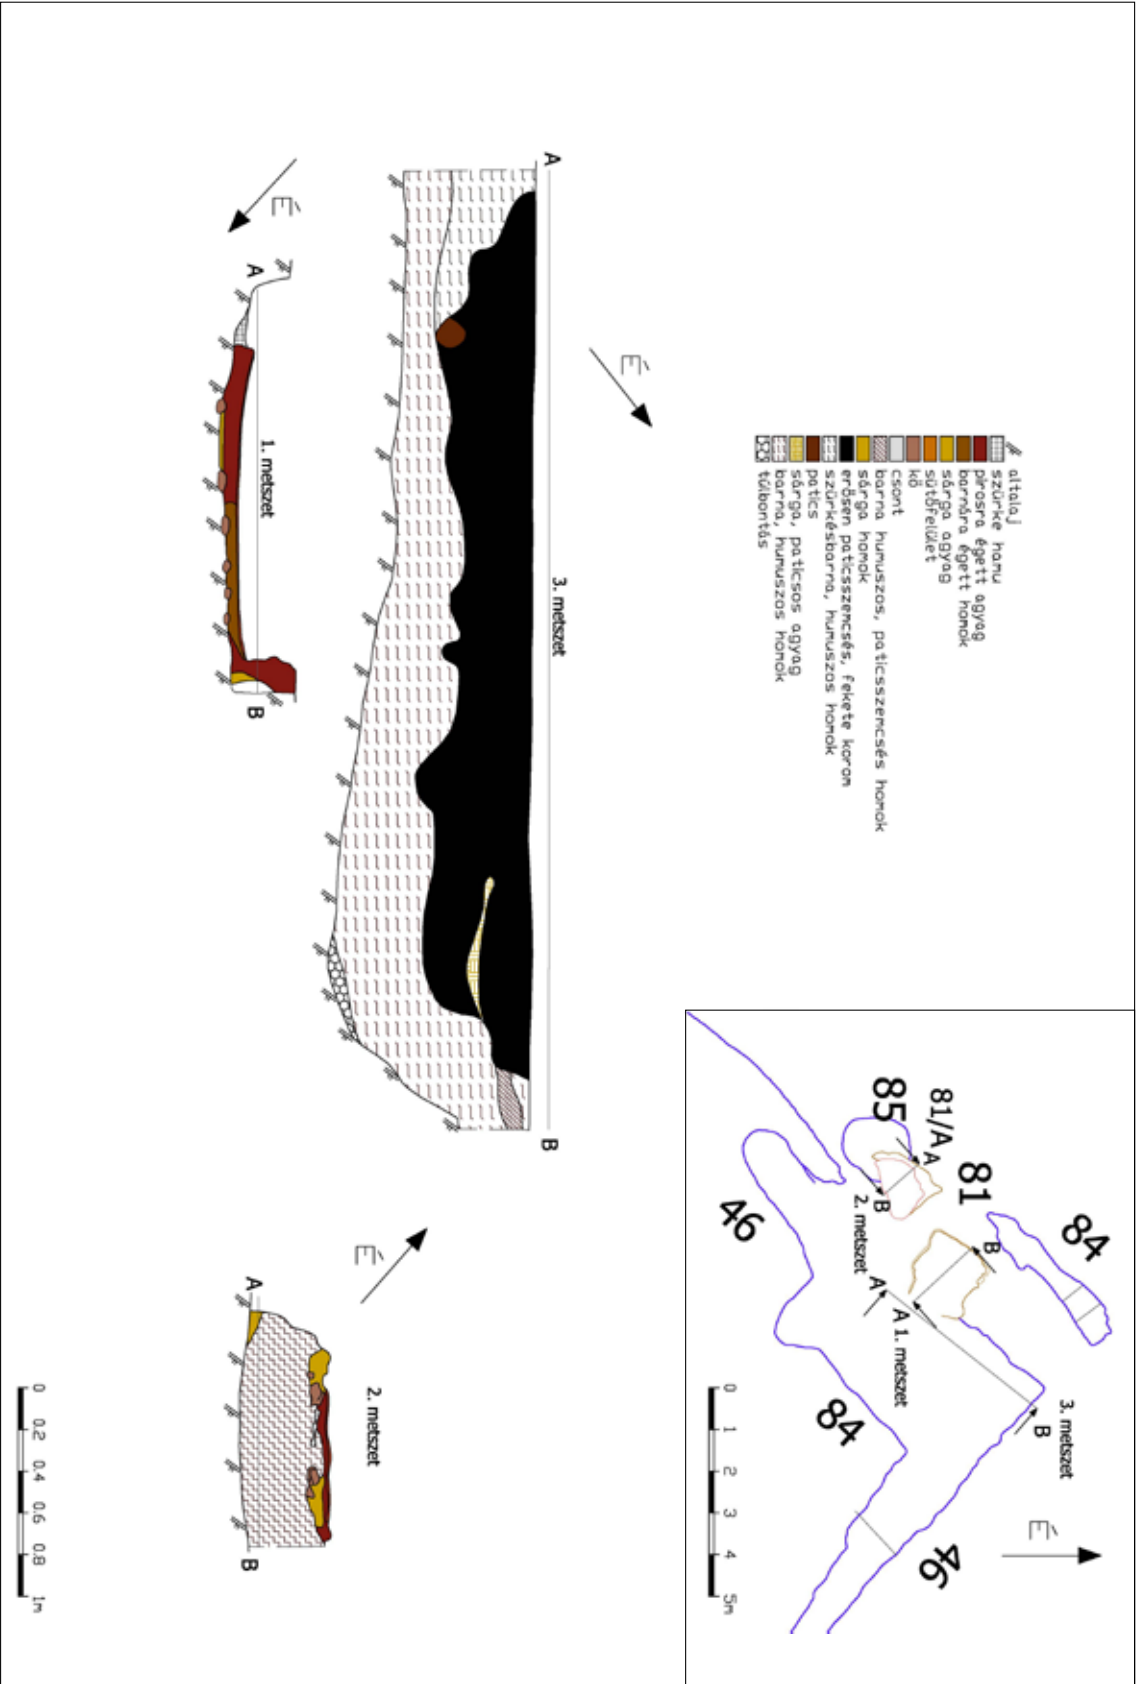 altalaj
szürke hamu
pirosra égett agyag
barnára égett homok
sárga agyag
sütőfelület
kő
csont
barna humuszos, paticsszemcsés homok
sárga homok
erősen paticsszemcsés, fekete korom
szürkésbarna, humuszos homok
patics
sárga, paticsos agyag
barna, humuszos homok
túlbontás
É
A
3. metszet
B
É
A
1. metszet
B
É
A
2. metszet
B
0 0.2 0.4 0.6 0.8 1m
84
81
81/A
85
A
B
2. metszet
46
B
A
1. metszet
A
3. metszet
B
84
46
É
0 1 2 3 4 5m